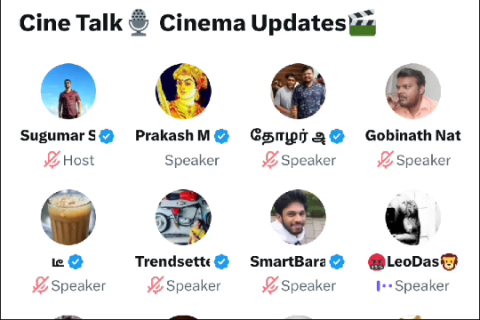 Cine Talk🎙️ Cinema Updates🎬
Sugumar S Prakash M தோழர் ஆ Gobinath Nat
Host Speaker Speaker Speaker
டீ Trendsette SmartBara 😡LeoDas🦁
Speaker Speaker Speaker Speaker